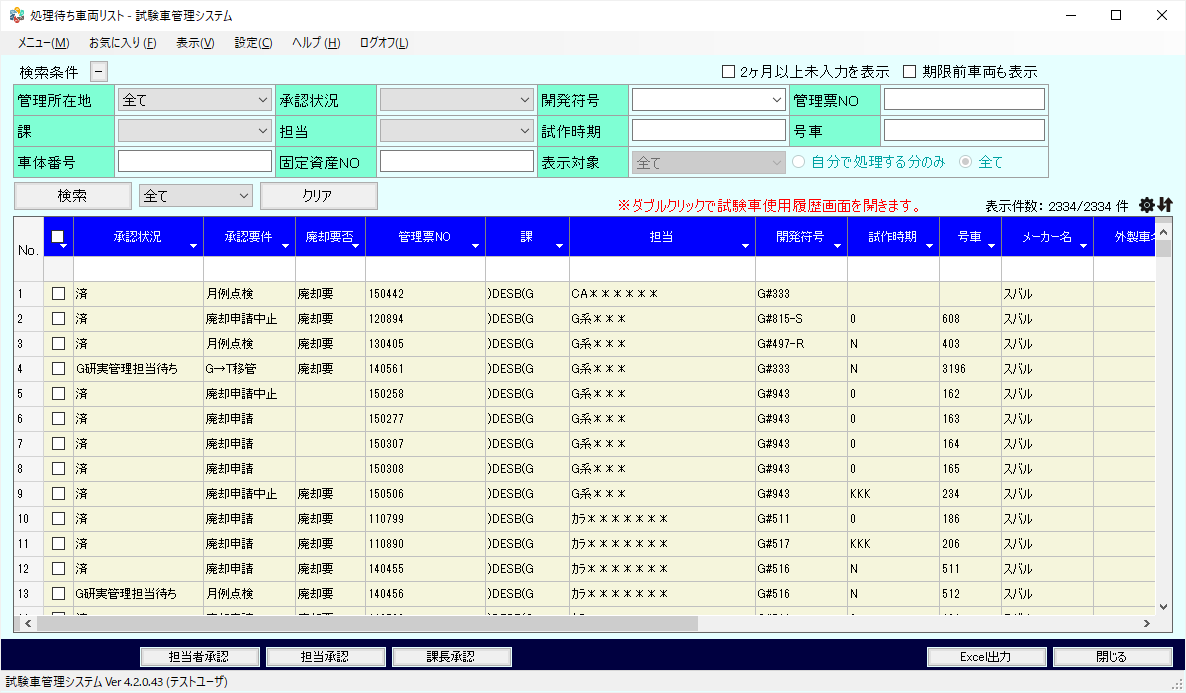 処理待ち車両リスト - 試験車管理システム
メニュー(M) お気に入り(F) 表示(V) 設定(C) ヘルプ(H) ログオフ(L)
検索条件 − 2ヶ月以上未入力を表示 期限前車両も表示
管理所在地 全て 承認状況 開発符号 管理票NO
課 担当 試作時期 号車
車体番号 固定資産NO 表示対象 全て 自分で処理する分のみ 全て
検索 全て クリア
※ダブルクリックで試験車使用履歴画面を開きます。 表示件数: 2334/2334 件
No. 承認状況 承認要件 廃却要否 管理票NO 課 担当 開発符号 試作時期 号車 メーカー名 外製車
1 済 月例点検 廃却要 150442 )DESB(G CA＊＊＊＊＊＊ G#333 スバル
2 済 廃却申請中止 廃却要 120894 )DESB(G G系＊＊＊ G#815-S 0 608 スバル
3 済 月例点検 廃却要 130405 )DESB(G G系＊＊＊ G#497-R N 403 スバル
4 G研実管理担当待ち G→T移管 廃却要 140561 )DESB(G G系＊＊＊ G#333 N 3196 スバル
5 済 廃却申請中止 150258 )DESB(G G系＊＊＊ G#943 0 162 スバル
6 済 廃却申請 150277 )DESB(G G系＊＊＊ G#943 0 163 スバル
7 済 廃却申請 150307 )DESB(G G系＊＊＊ G#943 0 164 スバル
8 済 廃却申請 150308 )DESB(G G系＊＊＊ G#943 0 165 スバル
9 済 廃却申請中止 廃却要 150506 )DESB(G G系＊＊＊ G#943 KKK 234 スバル
10 済 廃却申請 廃却要 110799 )DESB(G ｶﾗ＊＊＊＊＊＊＊ G#511 0 186 スバル
11 済 廃却申請 廃却要 110890 )DESB(G ｶﾗ＊＊＊＊＊＊＊ G#517 KKK 206 スバル
12 済 廃却申請 廃却要 140455 )DESB(G ｶﾗ＊＊＊＊＊＊＊ G#516 N 511 スバル
13 G研実管理担当待ち 月例点検 廃却要 140456 )DESB(G ｶﾗ＊＊＊＊＊＊＊ G#516 N 512 スバル
担当者承認 担当承認 課長承認 Excel出力 閉じる
試験車管理システム Ver 4.2.0.43 (テストユーザ)